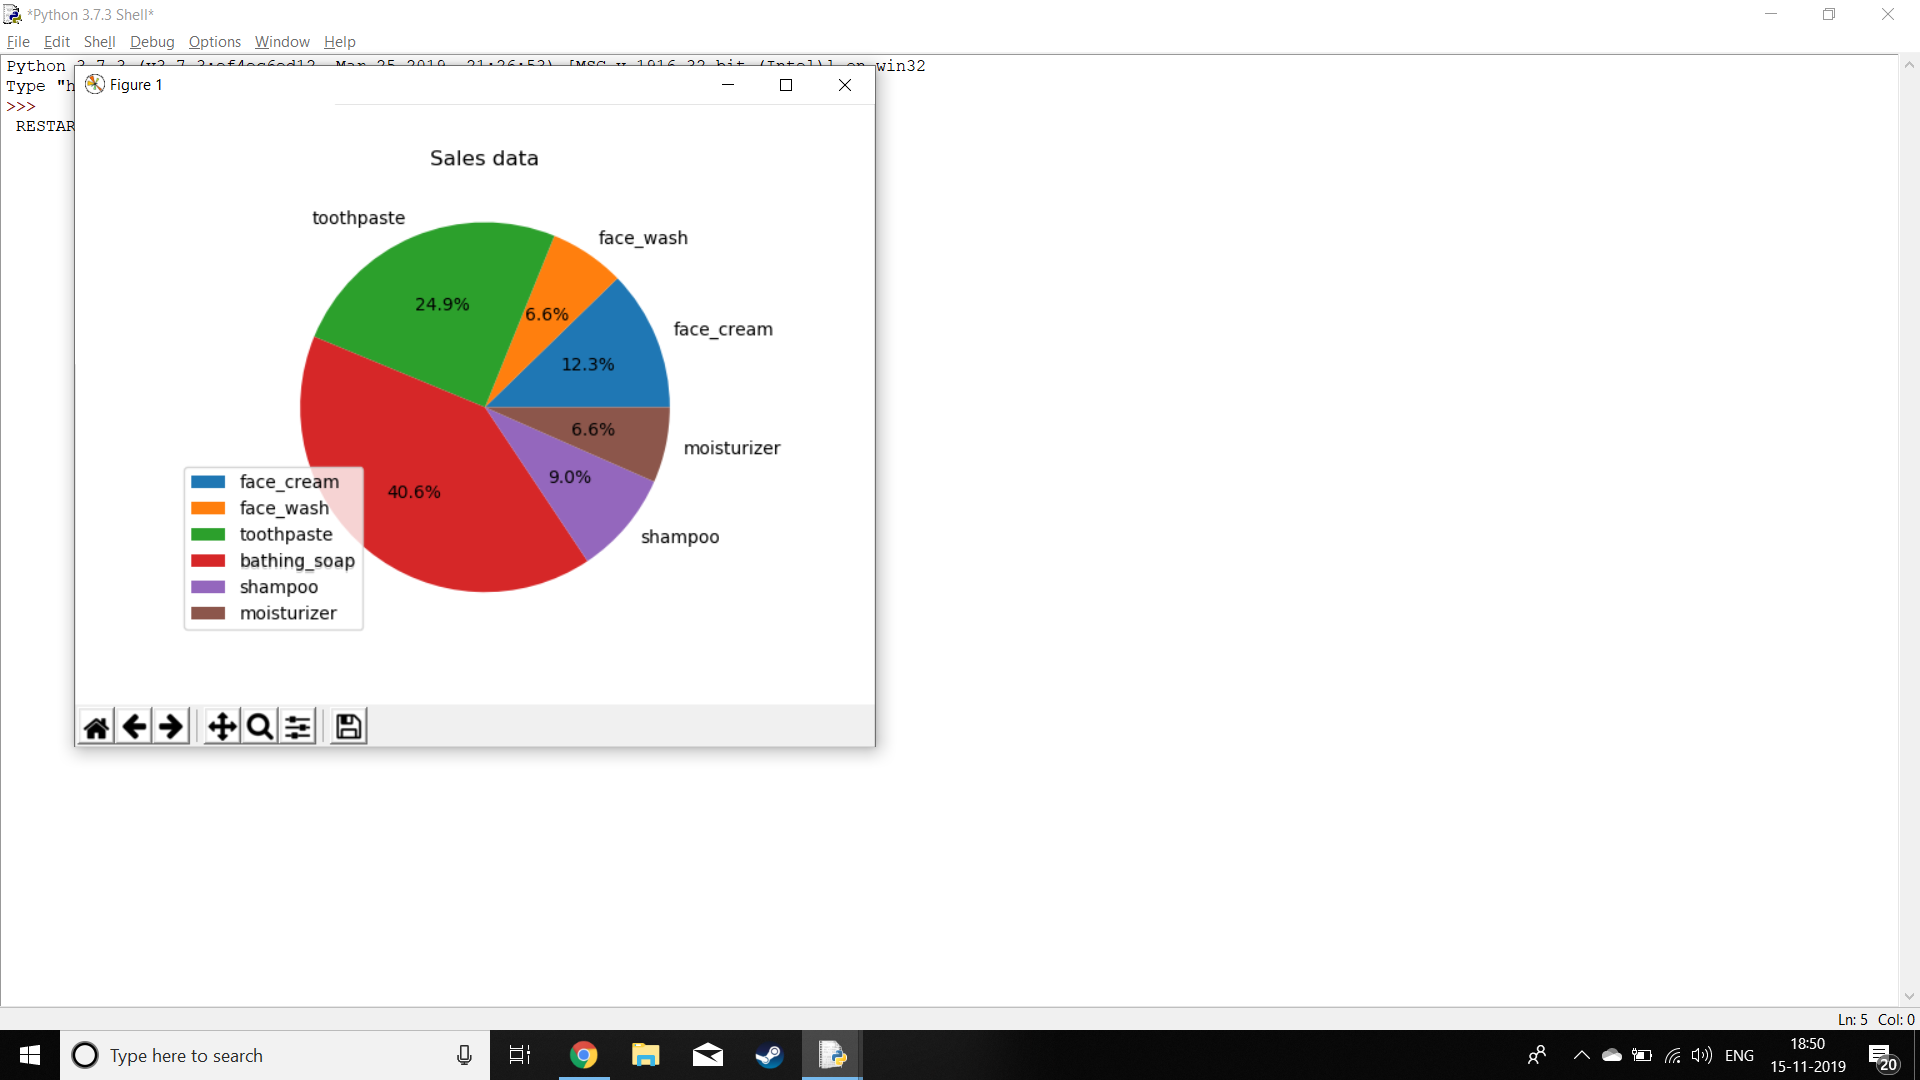 *Python 3.7.3 Shell*
File Edit Shell Debug Options Window Help
Python
win32
Type "h
>>>
RESTAR
Figure 1
Sales data
toothpaste
face_wash
24.9%
6.6%
face_cream
12.3%
6.6%
moisturizer
9.0%
40.6%
shampoo
face_cream
face_wash
toothpaste
bathing_soap
shampoo
moisturizer
Ln: 5 Col: 0
Type here to search
ENG
18:50
15-11-2019
20